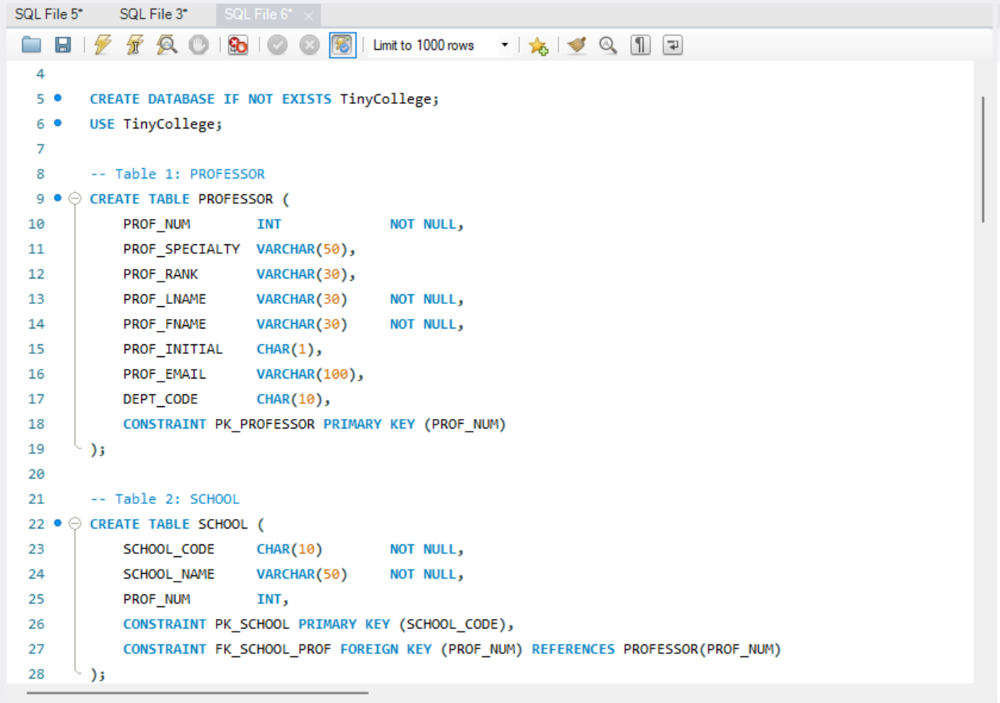 SQL File 5* SQL File 3* SQL File 6*
Limit to 1000 rows
4
5 CREATE DATABASE IF NOT EXISTS TinyCollege;
6 USE TinyCollege;
7
8 -- Table 1: PROFESSOR
9 CREATE TABLE PROFESSOR (
10 PROF_NUM INT NOT NULL,
11 PROF_SPECIALTY VARCHAR(50),
12 PROF_RANK VARCHAR(30),
13 PROF_LNAME VARCHAR(30) NOT NULL,
14 PROF_FNAME VARCHAR(30) NOT NULL,
15 PROF_INITIAL CHAR(1),
16 PROF_EMAIL VARCHAR(100),
17 DEPT_CODE CHAR(10),
18 CONSTRAINT PK_PROFESSOR PRIMARY KEY (PROF_NUM)
19 );
20
21 -- Table 2: SCHOOL
22 CREATE TABLE SCHOOL (
23 SCHOOL_CODE CHAR(10) NOT NULL,
24 SCHOOL_NAME VARCHAR(50) NOT NULL,
25 PROF_NUM INT,
26 CONSTRAINT PK_SCHOOL PRIMARY KEY (SCHOOL_CODE),
27 CONSTRAINT FK_SCHOOL_PROF FOREIGN KEY (PROF_NUM) REFERENCES PROFESSOR(PROF_NUM)
28 );